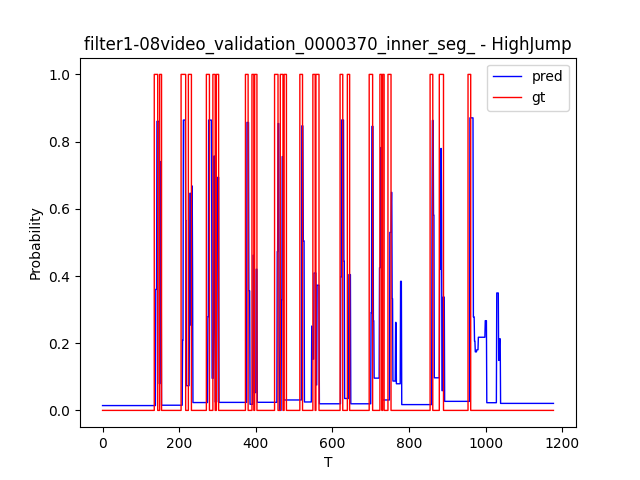 filter1-08video_validation_0000370_inner_seg_ - HighJump
pred
gt
Probability
1.0
0.8
0.6
0.4
0.2
0.0
0 200 400 600 800 1000 1200
T